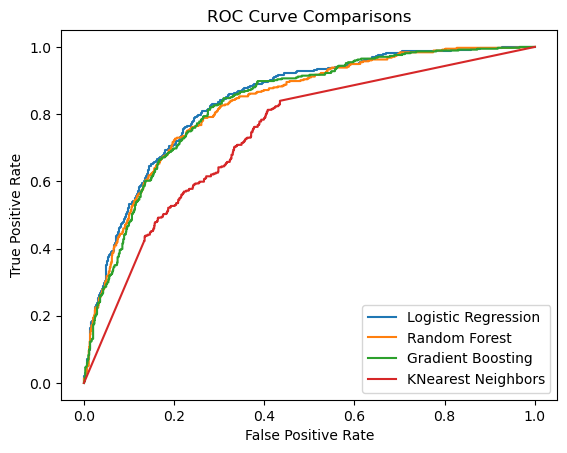 ROC Curve Comparisons
1.0
0.8
0.6
0.4
0.2
0.0
True Positive Rate
Logistic Regression
Random Forest
Gradient Boosting
KNearest Neighbors
0.0 0.2 0.4 0.6 0.8 1.0
False Positive Rate